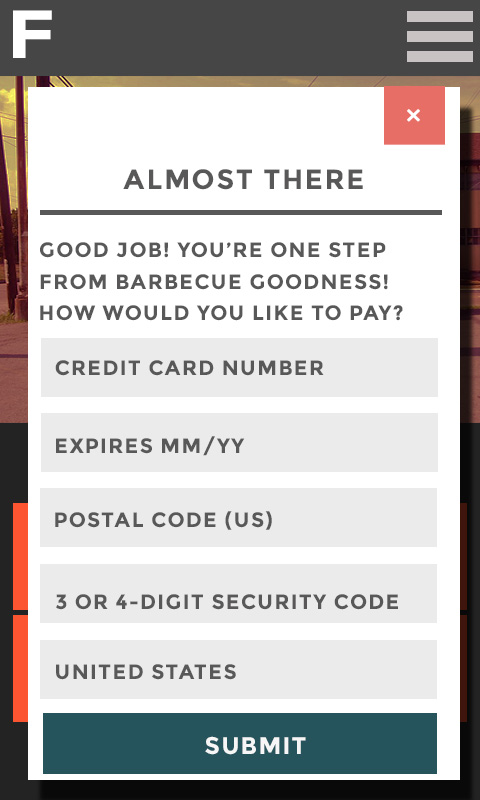 F
×
ALMOST THERE
GOOD JOB! YOU’RE ONE STEP
FROM BARBECUE GOODNESS!
HOW WOULD YOU LIKE TO PAY?
CREDIT CARD NUMBER
EXPIRES MM/YY
POSTAL CODE (US)
3 OR 4-DIGIT SECURITY CODE
UNITED STATES
SUBMIT